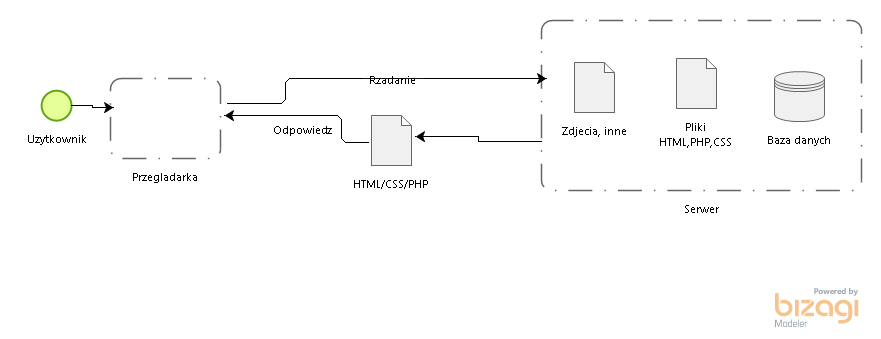 Rzadanie
Zdjecia, inne
Pliki
HTML,PHP,CSS
Baza danych
Uzytkownik
Odpowiedz
Przegladarka
HTML/CSS/PHP
Serwer
Powered by
bizagi
Modeler